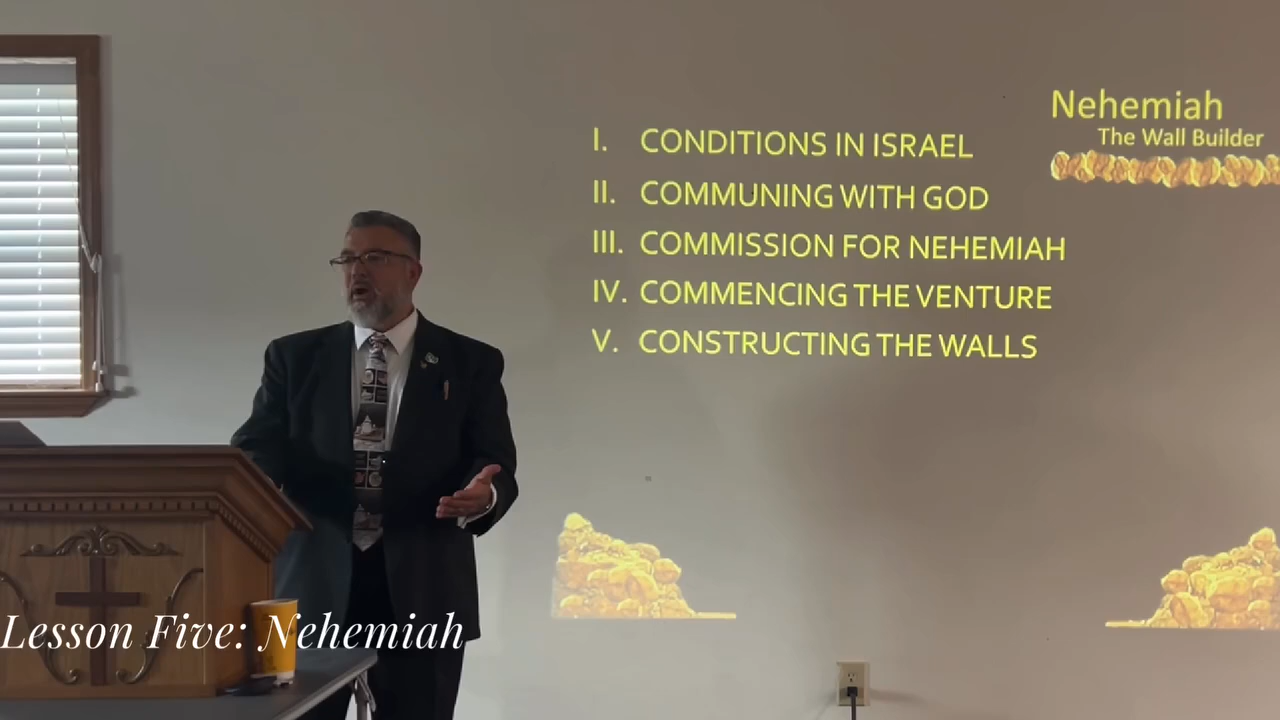 Nehemiah
The Wall Builder
I. CONDITIONS IN ISRAEL
II. COMMUNING WITH GOD
III. COMMISSION FOR NEHEMIAH
IV. COMMENCING THE VENTURE
V. CONSTRUCTING THE WALLS
Lesson Five: Nehemiah